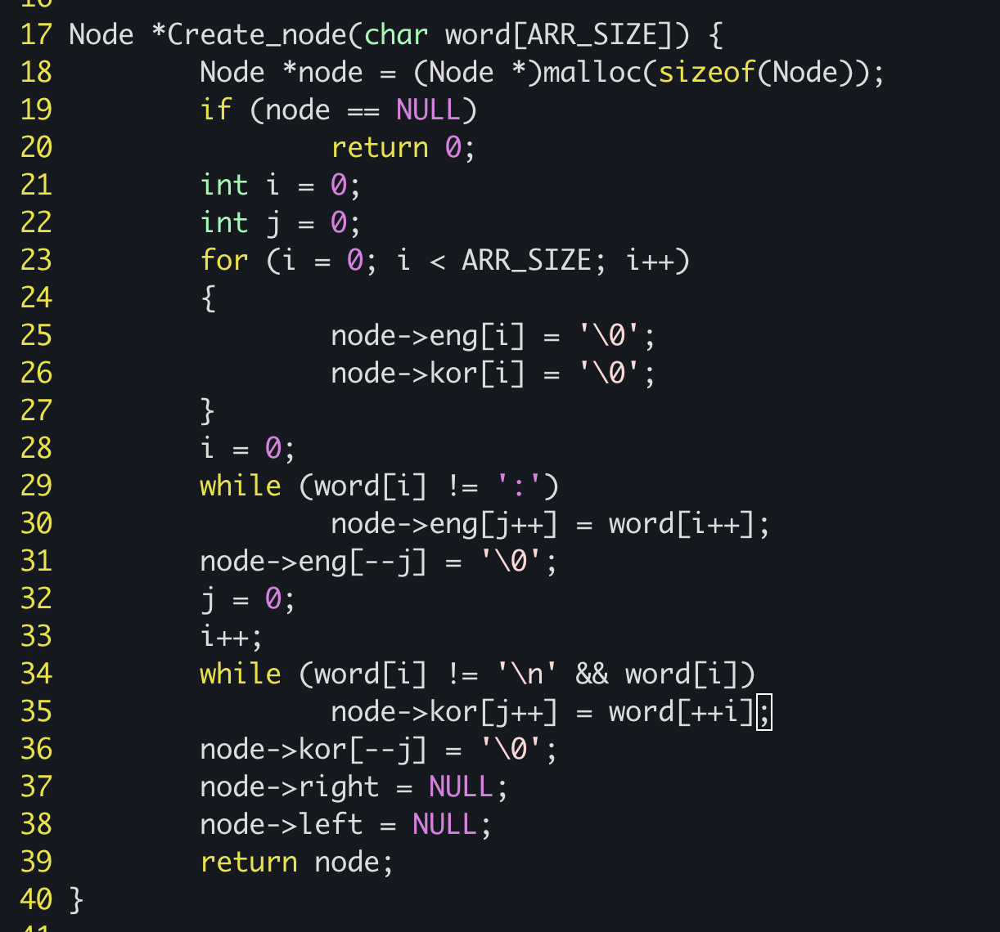 17 Node *Create_node(char word[ARR_SIZE]) {
18         Node *node = (Node *)malloc(sizeof(Node));
19         if (node == NULL)
20                 return 0;
21         int i = 0;
22         int j = 0;
23         for (i = 0; i < ARR_SIZE; i++)
24         {
25                 node->eng[i] = '\0';
26                 node->kor[i] = '\0';
27         }
28         i = 0;
29         while (word[i] != ':')
30                 node->eng[j++] = word[i++];
31         node->eng[--j] = '\0';
32         j = 0;
33         i++;
34         while (word[i] != '\n' && word[i])
35                 node->kor[j++] = word[++i];
36         node->kor[--j] = '\0';
37         node->right = NULL;
38         node->left = NULL;
39         return node;
40 }